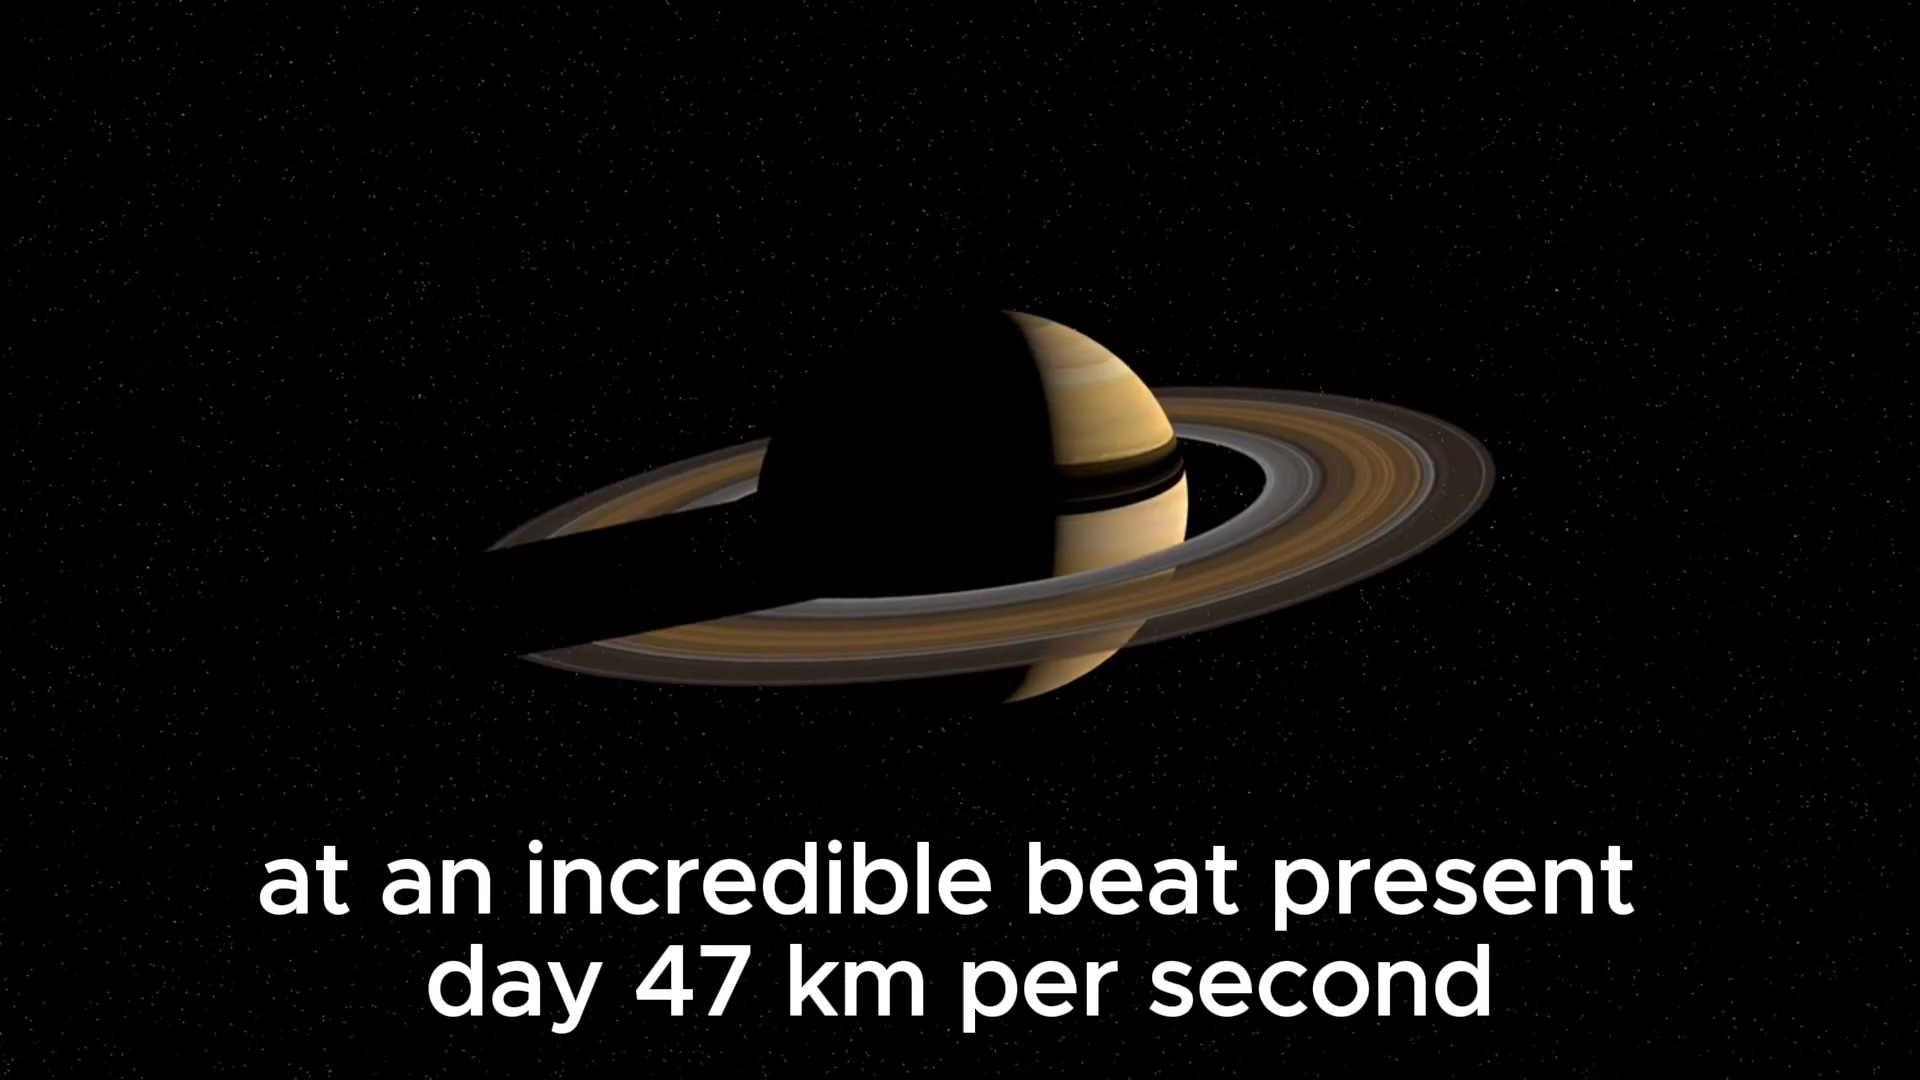 at an incredible beat present
day 47 km per second